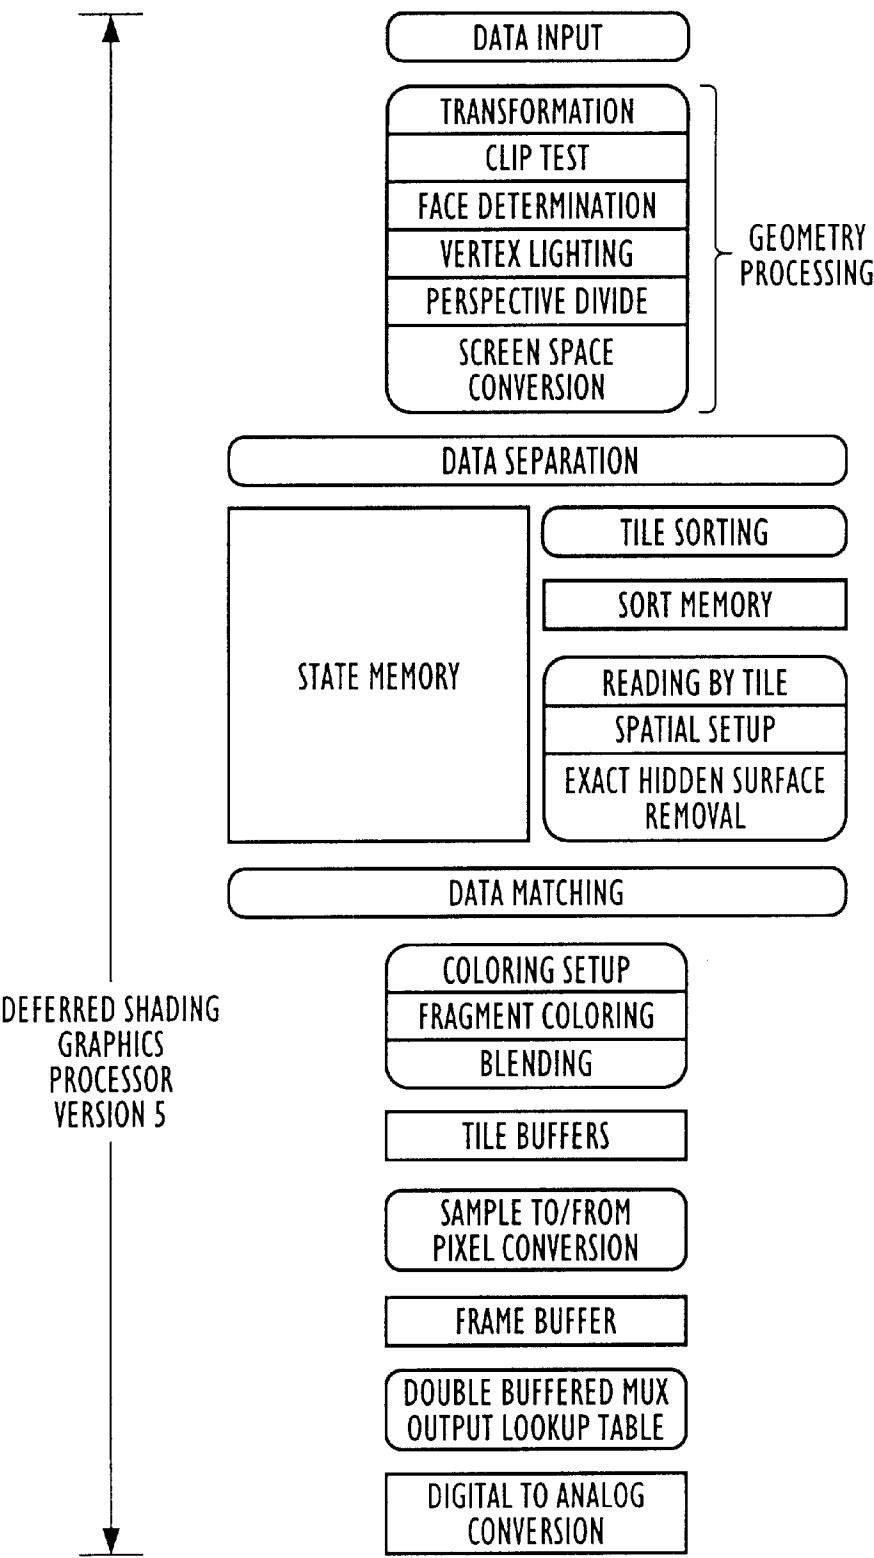 DATA INPUT
TRANSFORMATION
CLIP TEST
FACE DETERMINATION
VERTEX LIGHTING
PERSPECTIVE DIVIDE
SCREEN SPACE
CONVERSION
GEOMETRY
PROCESSING
DATA SEPARATION
STATE MEMORY
TILE SORTING
SORT MEMORY
READING BY TILE
SPATIAL SETUP
EXACT HIDDEN SURFACE
REMOVAL
DATA MATCHING
COLORING SETUP
FRAGMENT COLORING
BLENDING
DEFERRED SHADING
GRAPHICS
PROCESSOR
VERSION 5
TILE BUFFERS
SAMPLE TO/FROM
PIXEL CONVERSION
FRAME BUFFER
DOUBLE BUFFERED MUX
OUTPUT LOOKUP TABLE
DIGITAL TO ANALOG
CONVERSION